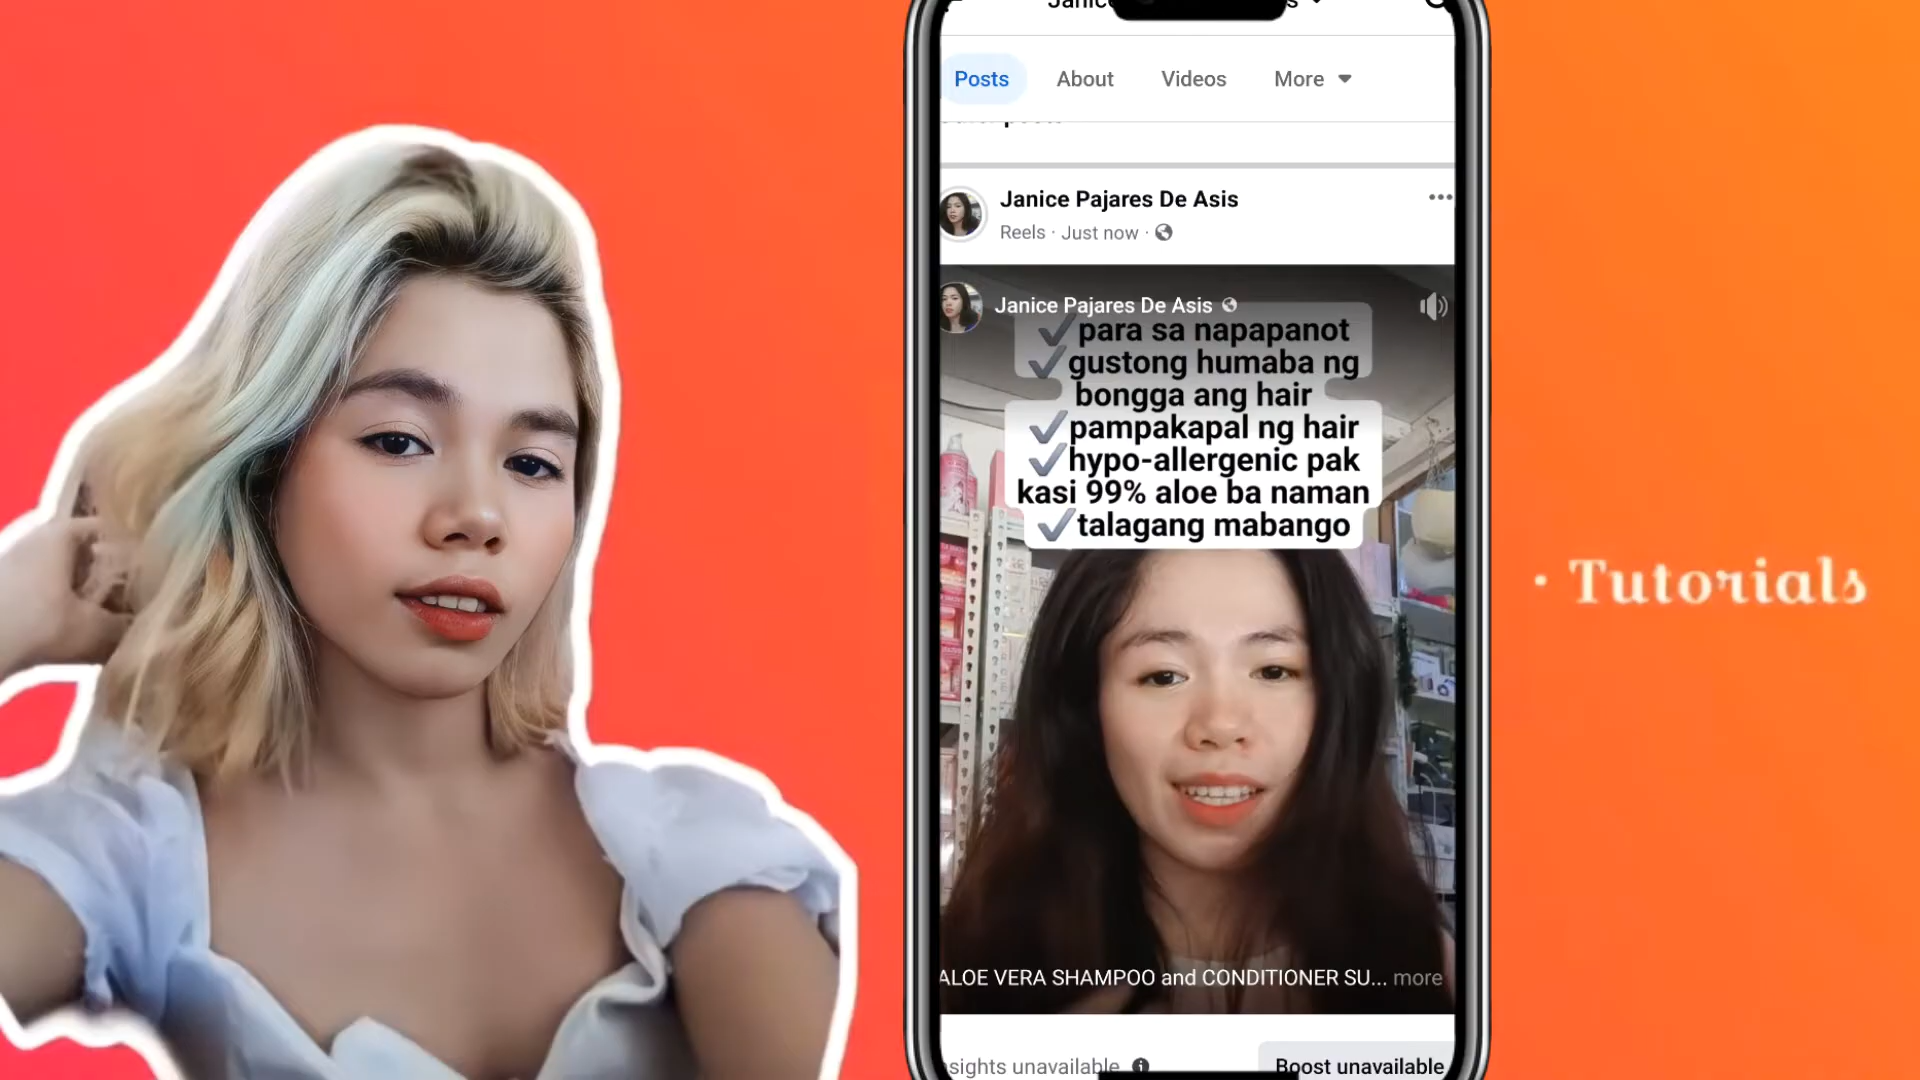 Posts About Videos More
Janice Pajares De Asis
Reels · Just now ·
Janice Pajares De Asis
✔para sa napapanot
✔gustong humaba ng
bongga ang hair
✔pampakapal ng hair
✔hypo-allergenic pak
kasi 99% aloe ba naman
✔talagang mabango
ALOE VERA SHAMPOO and CONDITIONER SU... more
unavailable Boost unavailable
· Tutorials